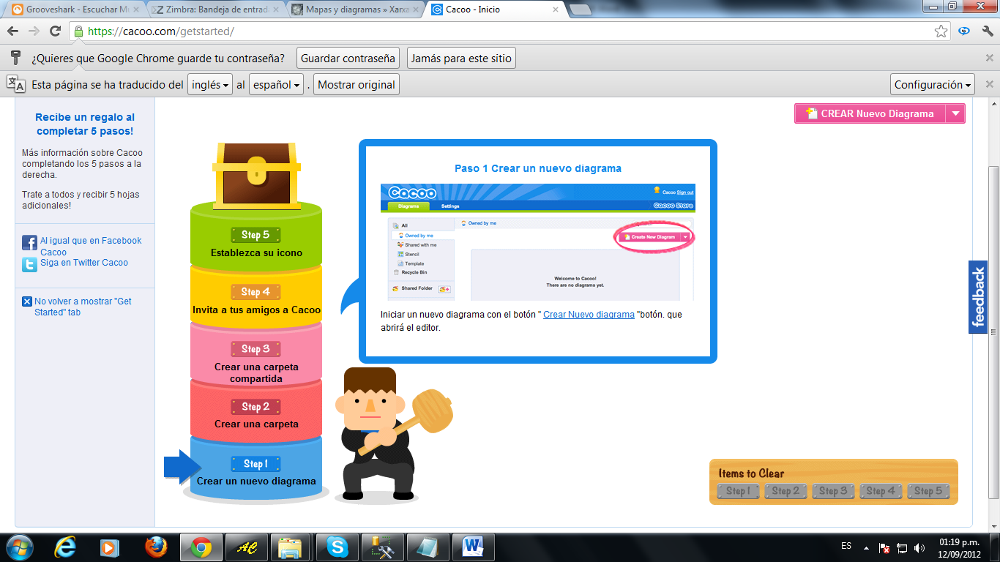 Grooveshark - Escuchar Mú
Zimbra: Bandeja de entrada
Mapas y diagramas » Xarxa
Cacoo - Inicio
https://cacoo.com/getstarted/
¿Quieres que Google Chrome guarde tu contraseña?
Guardar contraseña
Jamás para este sitio
Esta página se ha traducido del inglés al español . Mostrar original
Configuración
Recibe un regalo al
completar 5 pasos!
Más información sobre Cacoo
completando los 5 pasos a la
derecha.
Trate a todos y recibir 5 hojas
adicionales!
Al igual que en Facebook
Cacoo
Siga en Twitter Cacoo
No volver a mostrar "Get
Started" tab
CREAR Nuevo Diagrama
Step 5
Establezca su icono
Step 4
Invita a tus amigos a Cacoo
Step 3
Crear una carpeta
compartida
Step 2
Crear una carpeta
Step 1
Crear un nuevo diagrama
Paso 1 Crear un nuevo diagrama
Cacoo
Cacoo Sign out
Diagrams
Settings
Cacoo Store
All
Owned by me
Shared with me
Stencil
Template
Recycle Bin
Shared Folder
Owned by me
Create New Diagram
Welcome to Cacoo!
There are no diagrams yet.
Iniciar un nuevo diagrama con el botón " Crear Nuevo diagrama "botón. que
abrirá el editor.
feedback
Items to Clear
Step 1 Step 2 Step 3 Step 4 Step 5
ES
01:19 p.m.
12/09/2012